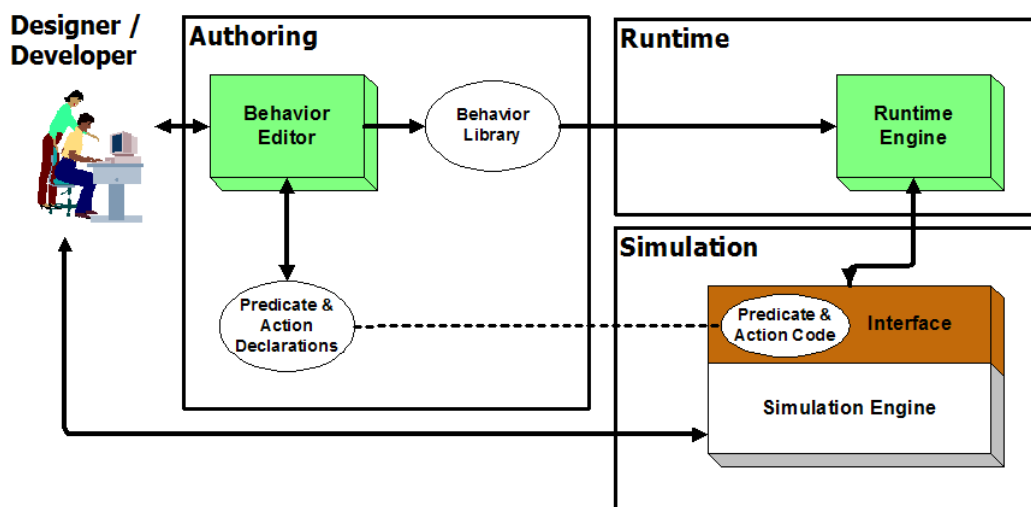 Designer /
Developer
Authoring
Behavior
Editor
Behavior
Library
Predicate &
Action
Declarations
Runtime
Runtime
Engine
Simulation
Predicate &
Action Code
Interface
Simulation Engine